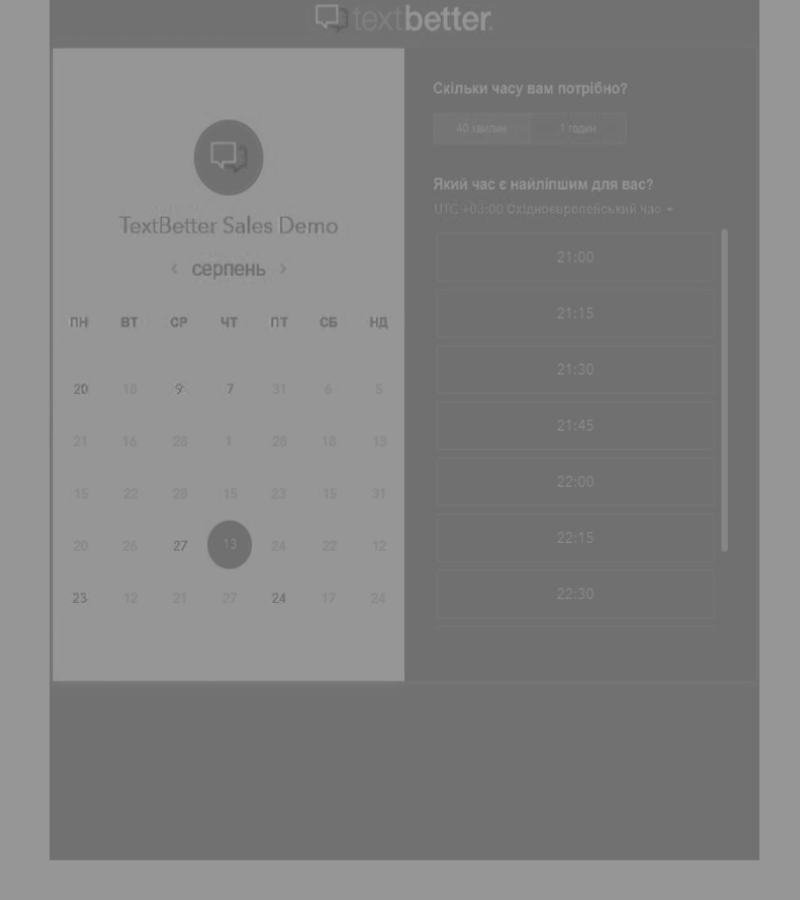 textbetter
TextBetter Sales Demo
серпень
ПН ВТ СР ЧТ ПТ СБ НД
20 18 9 7 31 6 5
21 16 28 1 28 18 13
15 22 28 15 23 15 31
20 26 27 13 24 22 12
23 12 21 27 24 17 24
Скільки часу вам потрібно?
40 хвилин 1 годин
Який час є найліпшим для вас?
UTC +03:00 Східноєвропейський час
21:00
21:15
21:30
21:45
22:00
22:15
22:30